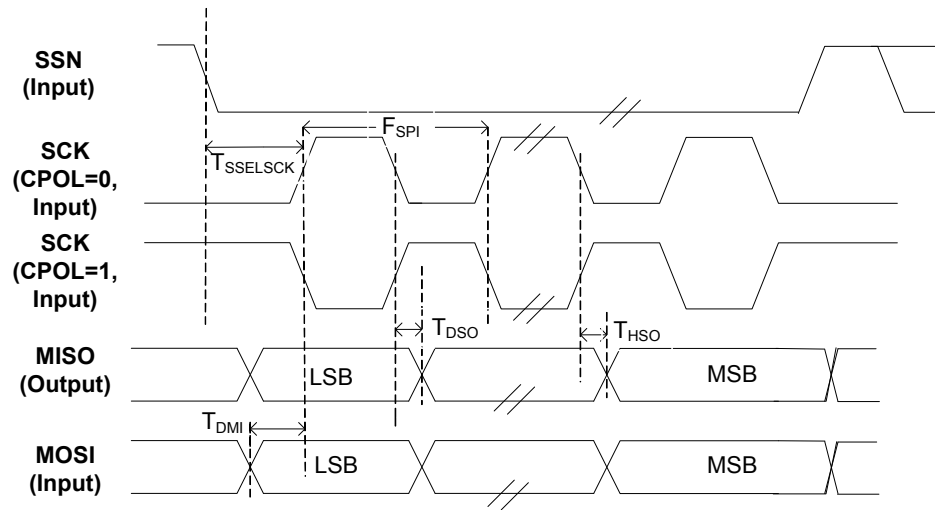 SSN
(Input)
F_SPI
T_SSELSCK
SCK
(CPOL=0,
Input)
SCK
(CPOL=1,
Input)
T_DSO
T_HSO
MISO
(Output)
LSB
MSB
T_DMI
MOSI
(Input)
LSB
MSB